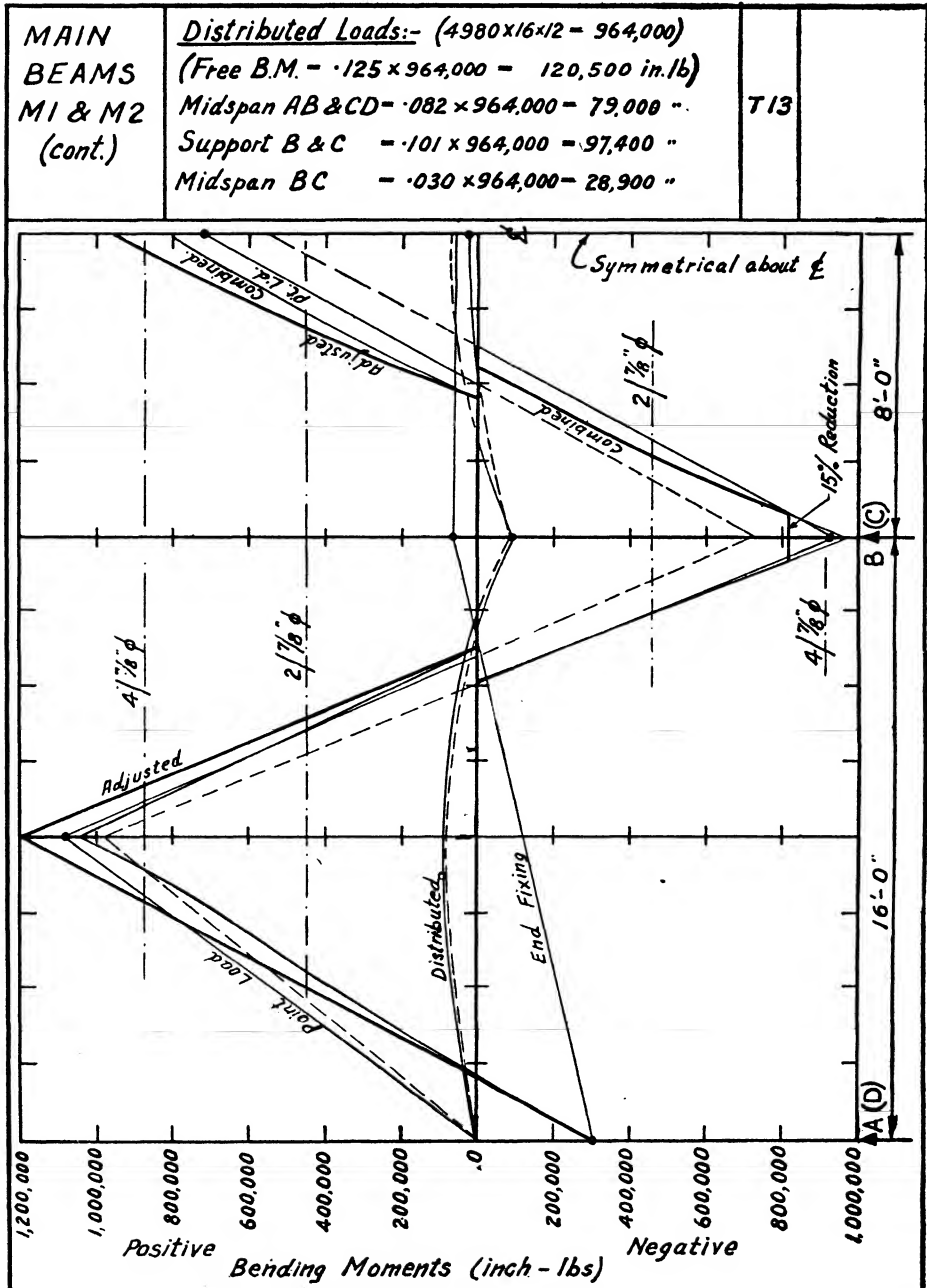 MAIN
BEAMS
M1 & M2
(cont.)
Distributed Loads:- (4980×16×12 = 964,000)
(Free B.M. = ·125 × 964,000 = 120,500 in.lb)
Midspan AB & CD = ·082 × 964,000 = 79,000 "
Support B & C = ·101 × 964,000 = 97,400 "
Midspan BC = ·030 × 964,000 = 28,900 "
T13
℄
Symmetrical about ℄
Pt. Ld.
Combined
Adjusted
Combined
2/⅞" φ
15% Reduction
8'-0"
B (C)
4/⅞" φ
2/⅞" φ
4/⅞" φ
Adjusted
Point Load
Distributed
End Fixing
16'-0"
A (D)
1,200,000
1,000,000
800,000
600,000
400,000
200,000
0
200,000
400,000
600,000
800,000
1,000,000
Positive
Negative
Bending Moments (inch-lbs)